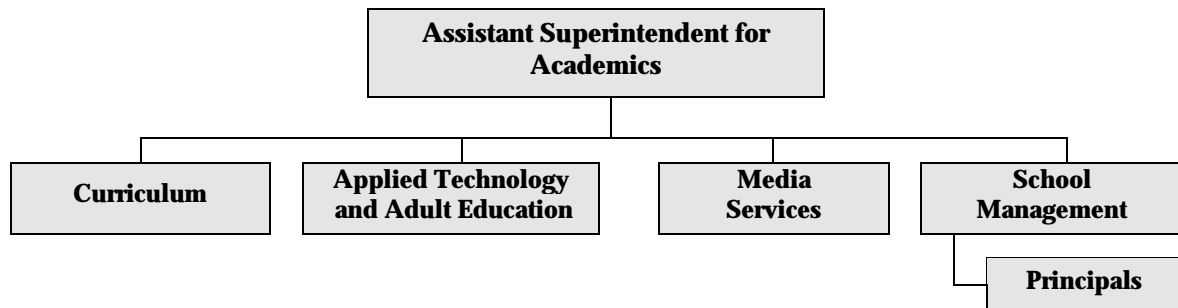 Assistant Superintendent for
Academics
Curriculum
Applied Technology
and Adult Education
Media
Services
School
Management
Principals